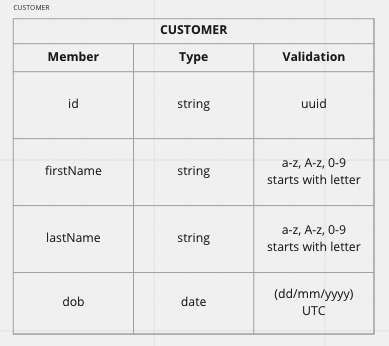 CUSTOMER
CUSTOMER
Member Type Validation
id string uuid
firstName string a-z, A-z, 0-9
starts with letter
lastName string a-z, A-z, 0-9
starts with letter
dob date (dd/mm/yyyy)
UTC